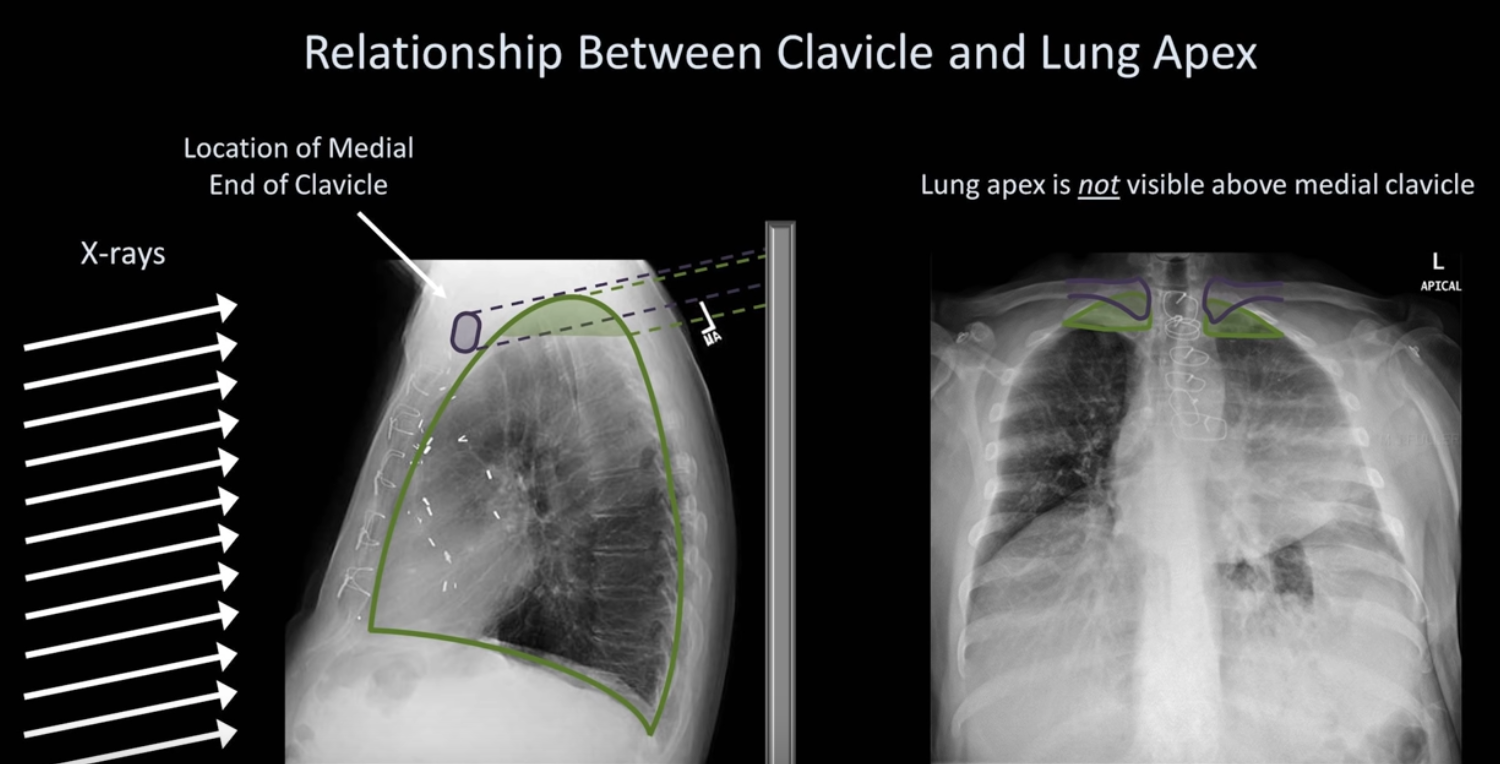 Relationship Between Clavicle and Lung Apex
Location of Medial
End of Clavicle
Lung apex is not visible above medial clavicle
X-rays
L
APICAL
L